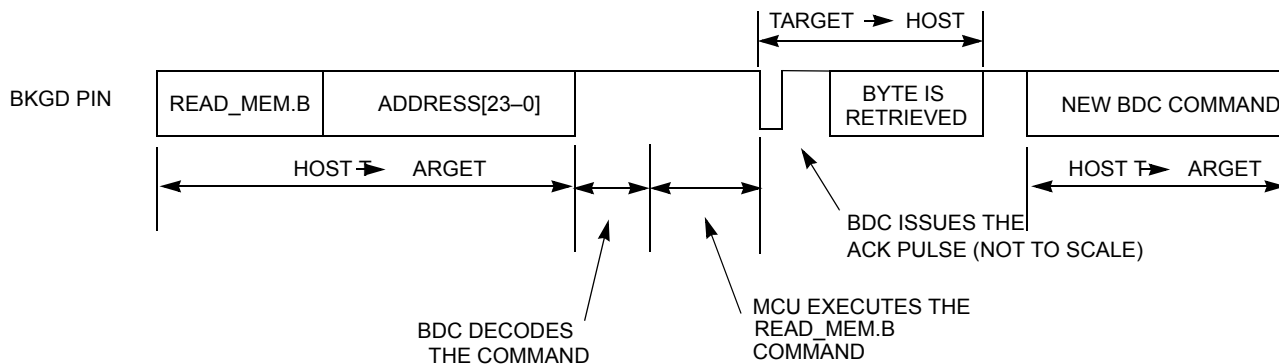 TARGET HOST
BKGD PIN
READ_MEM.B
ADDRESS[23–0]
BYTE IS
RETRIEVED
NEW BDC COMMAND
HOST T ARGET
HOST T ARGET
BDC ISSUES THE
ACK PULSE (NOT TO SCALE)
BDC DECODES
THE COMMAND
MCU EXECUTES THE
READ_MEM.B
COMMAND